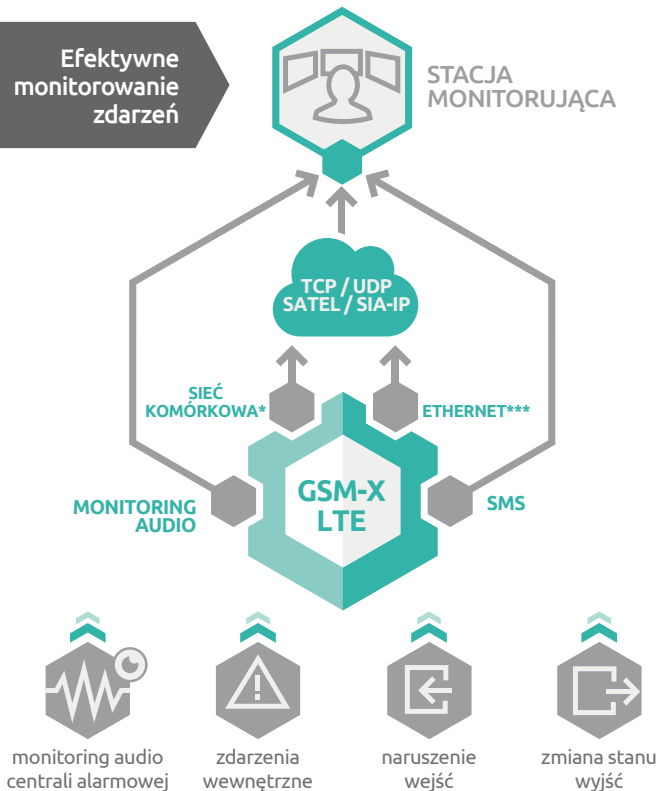 Efektywne
monitorowanie
zdarzeń
STACJA
MONITORUJĄCA
TCP / UDP
SATEL / SIA-IP
SIEĆ
KOMÓRKOWA*
ETHERNET***
GSM-X
LTE
MONITORING
AUDIO
SMS
monitoring audio
centrali alarmowej
zdarzenia
wewnętrzne
naruszenie
wejść
zmiana stanu
wyjść